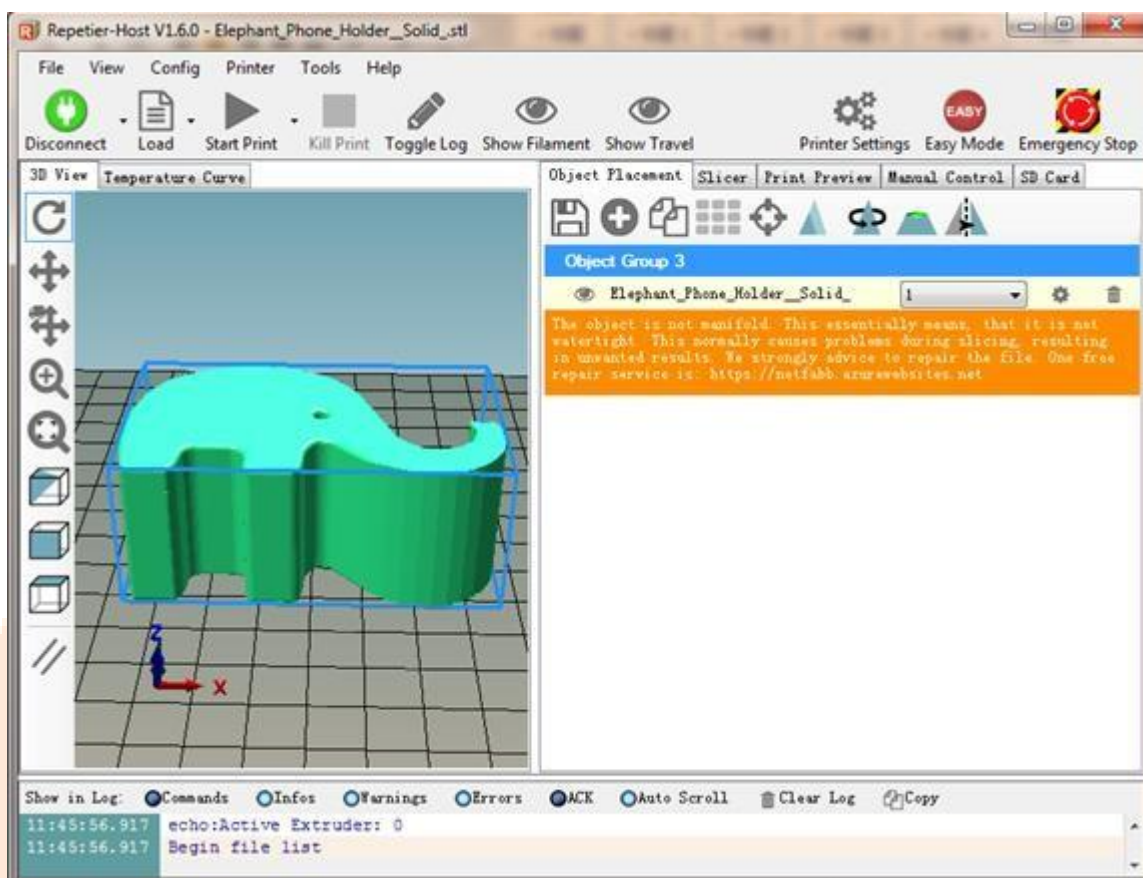 Repetier-Host V1.6.0 - Elephant_Phone_Holder__Solid_.stl
File View Config Printer Tools Help
Disconnect Load Start Print Kill Print Toggle Log Show Filament Show Travel Printer Settings EASY Easy Mode Emergency Stop
3D View Temperature Curve Object Placement Slicer Print Preview Manual Control SD Card
Object Group 3
Elephant_Phone_Holder__Solid_ 1
The object is not manifold. This essentially means, that it is not
watertight. This normally causes problems during slicing, resulting
in unwanted results. We strongly advice to repair the file. One free
repair service is: https://netfabb.azurewebsites.net
Z
X
Show in Log: Commands Infos Warnings Errors ACK Auto Scroll Clear Log Copy
11:45:56.917 echo:Active Extruder: 0
11:45:56.917 Begin file list